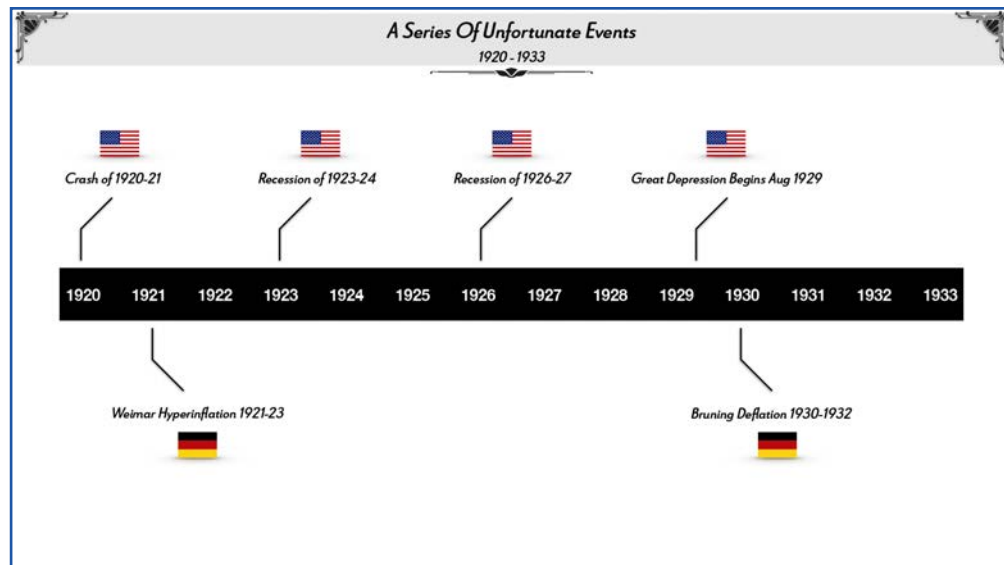 A Series Of Unfortunate Events
1920 - 1933
Crash of 1920-21
Recession of 1923-24
Recession of 1926-27
Great Depression Begins Aug 1929
1920 1921 1922 1923 1924 1925 1926 1927 1928 1929 1930 1931 1932 1933
Weimar Hyperinflation 1921-23
Bruning Deflation 1930-1932